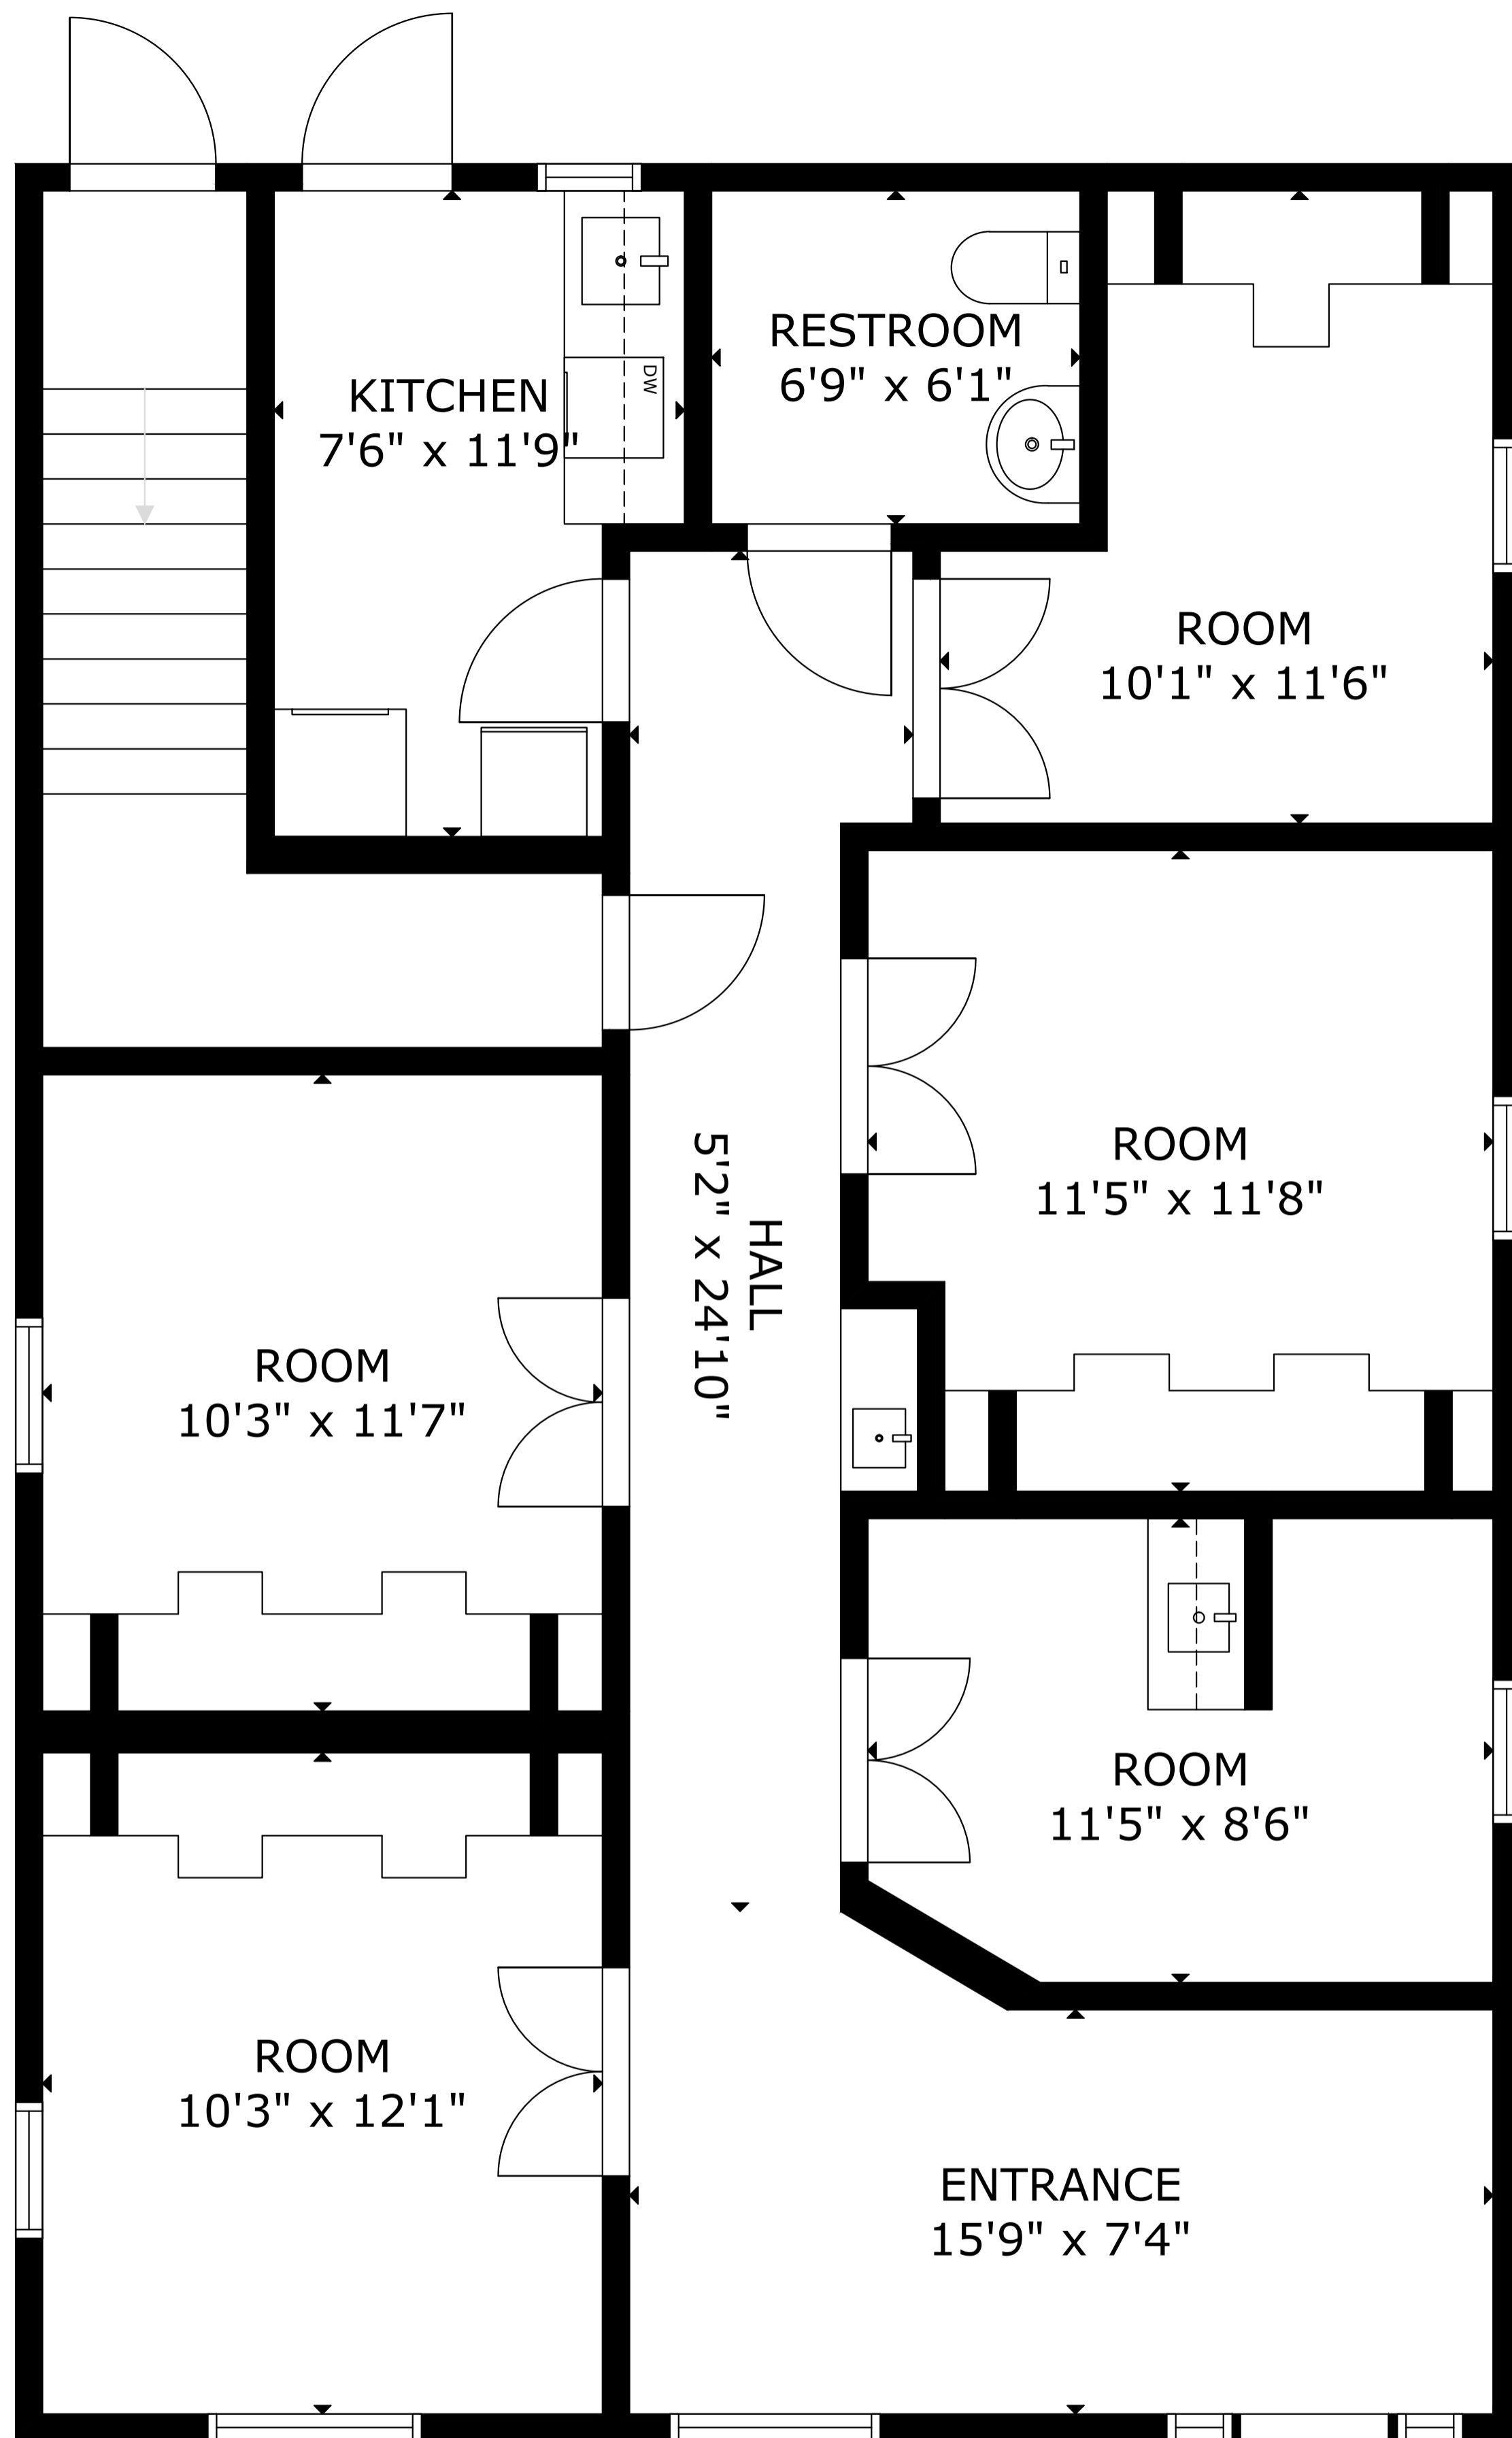 RESTROOM
6'9" x 6'1"
KITCHEN
7'6" x 11'9"
DW
ROOM
10'1" x 11'6"
ROOM
11'5" x 11'8"
HALL
5'2" x 24'10"
ROOM
10'3" x 11'7"
ROOM
11'5" x 8'6"
ROOM
10'3" x 12'1"
ENTRANCE
15'9" x 7'4"